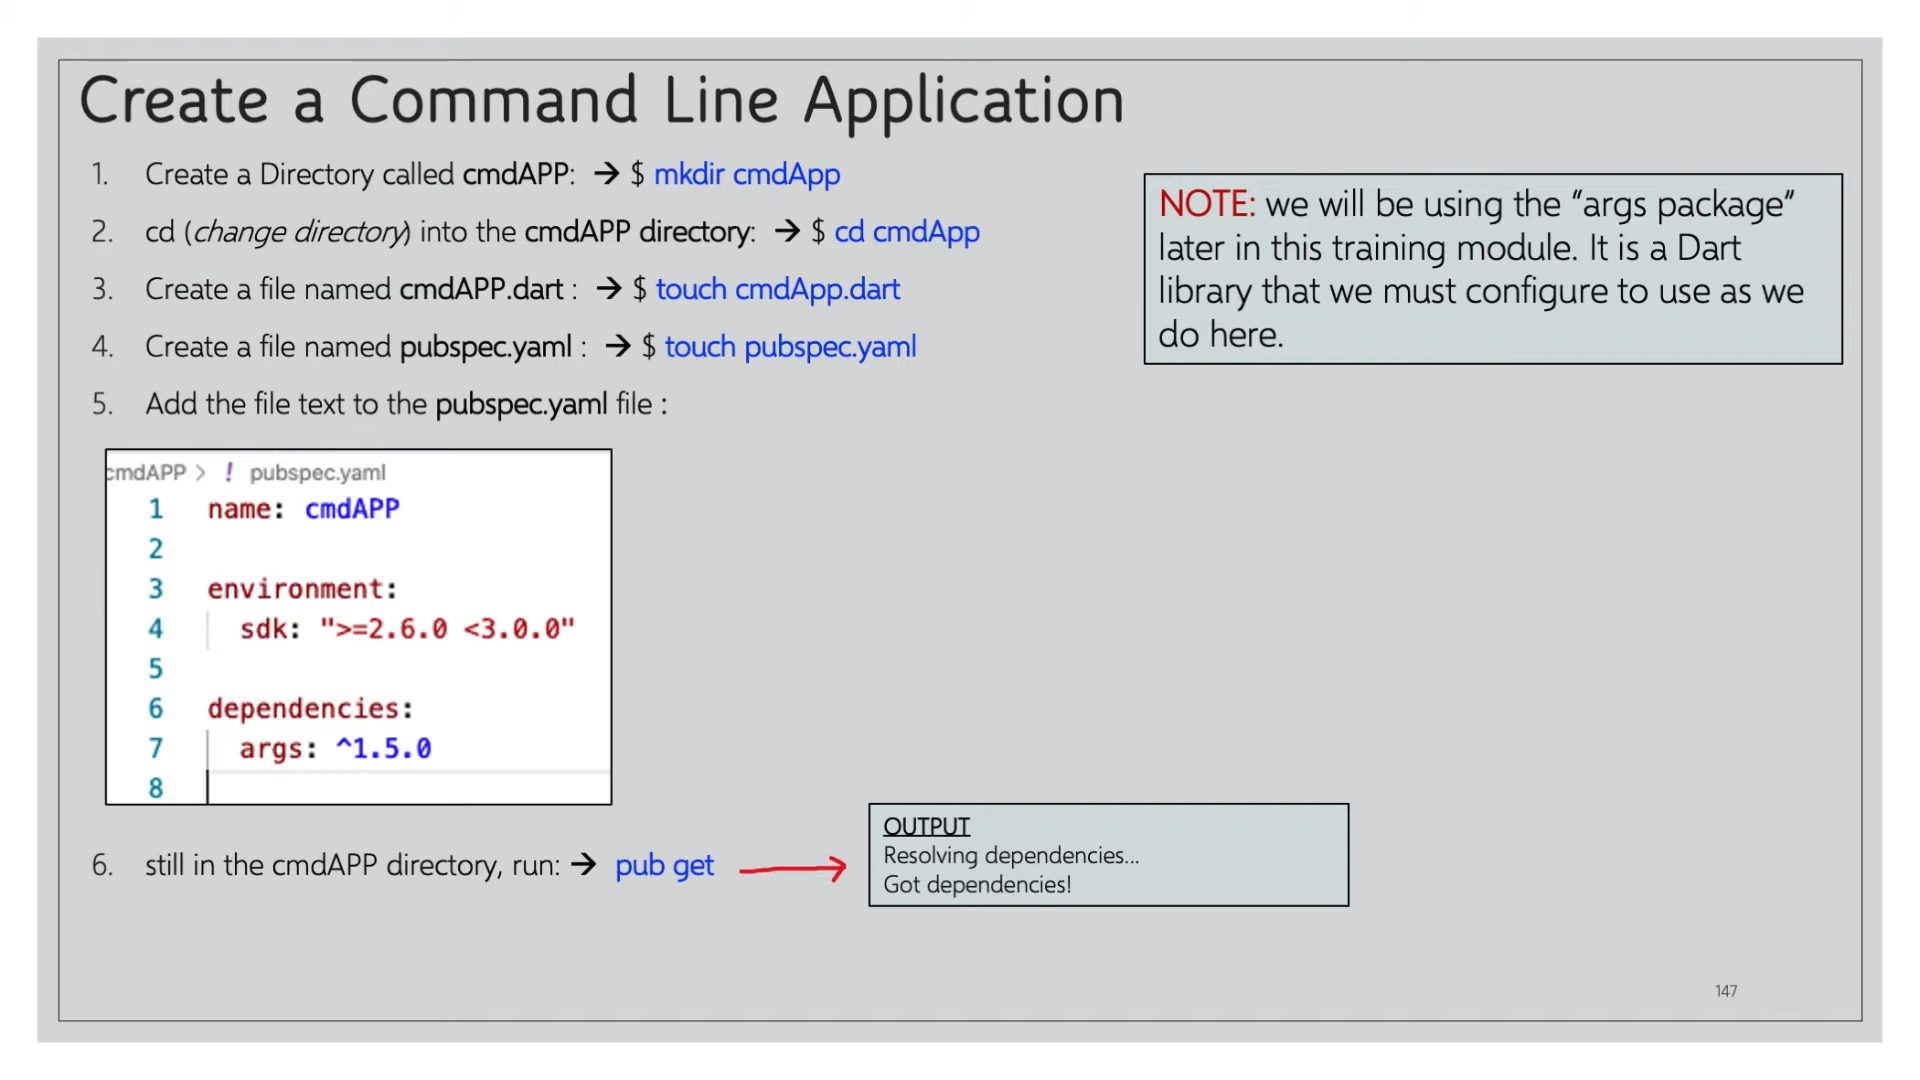 Create a Command Line Application
1. Create a Directory called cmdAPP: → $ mkdir cmdApp
2. cd (change directory) into the cmdAPP directory: → $ cd cmdApp
3. Create a file named cmdAPP.dart : → $ touch cmdApp.dart
4. Create a file named pubspec.yaml : → $ touch pubspec.yaml
5. Add the file text to the pubspec.yaml file :
NOTE: we will be using the “args package”
later in this training module. It is a Dart
library that we must configure to use as we
do here.
cmdAPP > ! pubspec.yaml
1 name: cmdAPP
2
3 environment:
4 sdk: ">=2.6.0 <3.0.0"
5
6 dependencies:
7 args: ^1.5.0
8
6. still in the cmdAPP directory, run: → pub get
OUTPUT
Resolving dependencies...
Got dependencies!
147